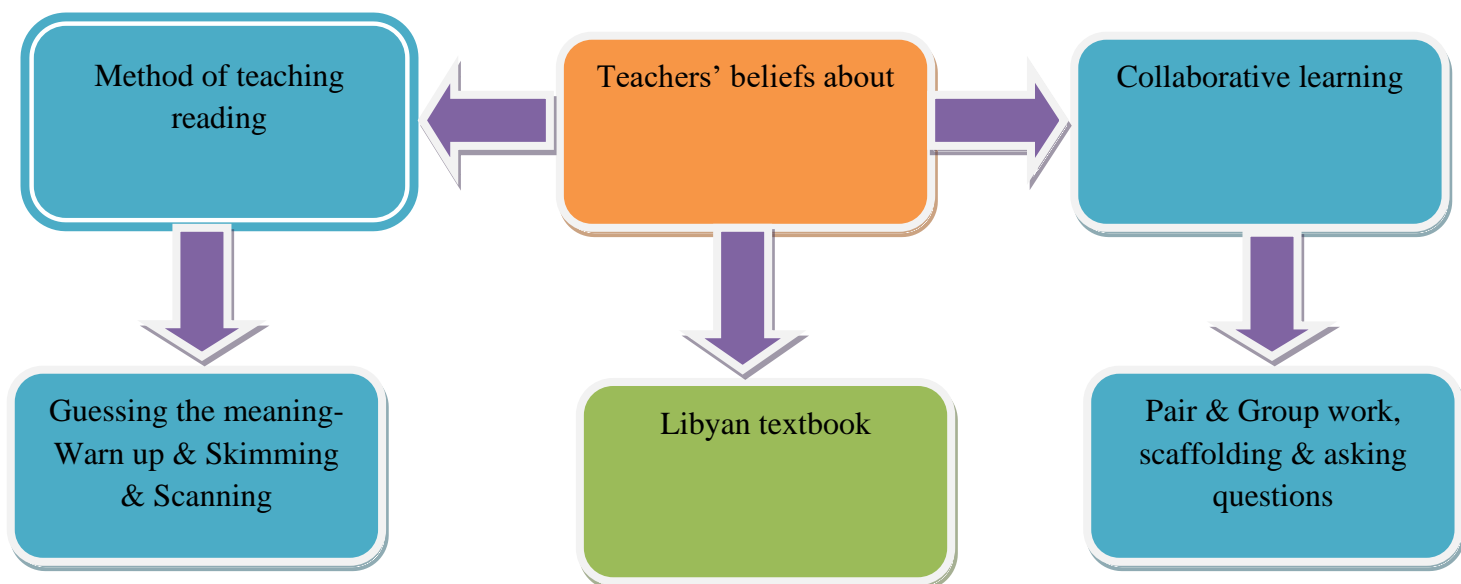 Method of teaching
reading
Teachers’ beliefs about
Collaborative learning
Guessing the meaning-
Warn up & Skimming
& Scanning
Libyan textbook
Pair & Group work,
scaffolding & asking
questions